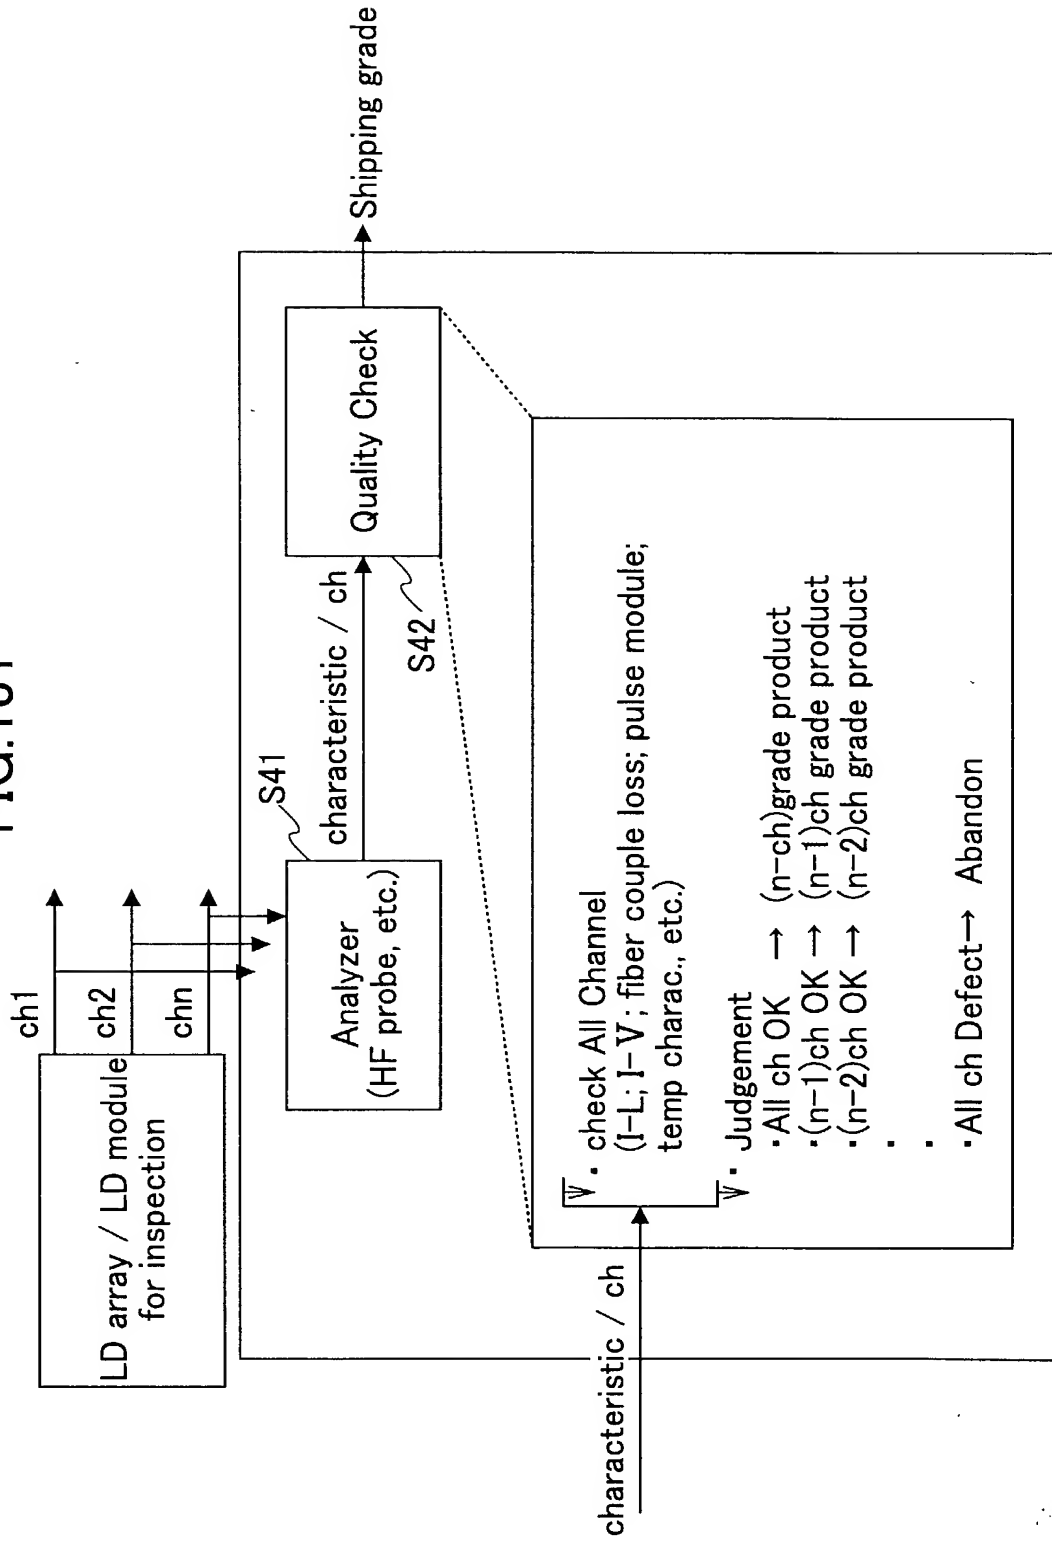 LD array / LD module
for inspection
ch1
ch2
chn
Analyzer
(HF probe, etc.)
S41
characteristic / ch
Quality Check
S42
Shipping grade
characteristic / ch
・check All Channel
(I-L; I-V; fiber couple loss; pulse module;
temp charac., etc.)
・Judgement
・All ch OK → (n-ch)grade product
・(n-1)ch OK → (n-1)ch grade product
・(n-2)ch OK → (n-2)ch grade product
・
・
・All ch Defect→ Abandon